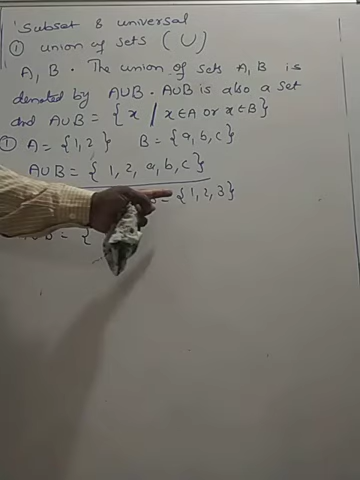 Subset & universal
① union of sets (∪)
A, B. The union of sets A, B is
denoted by A∪B. A∪B is also a set
and A∪B = {x / x∈A or x∈B}
① A = {1,2} B = {a,b,c}
A∪B = {1, 2, a,b,c}
= {1,2,3}
∪B = {